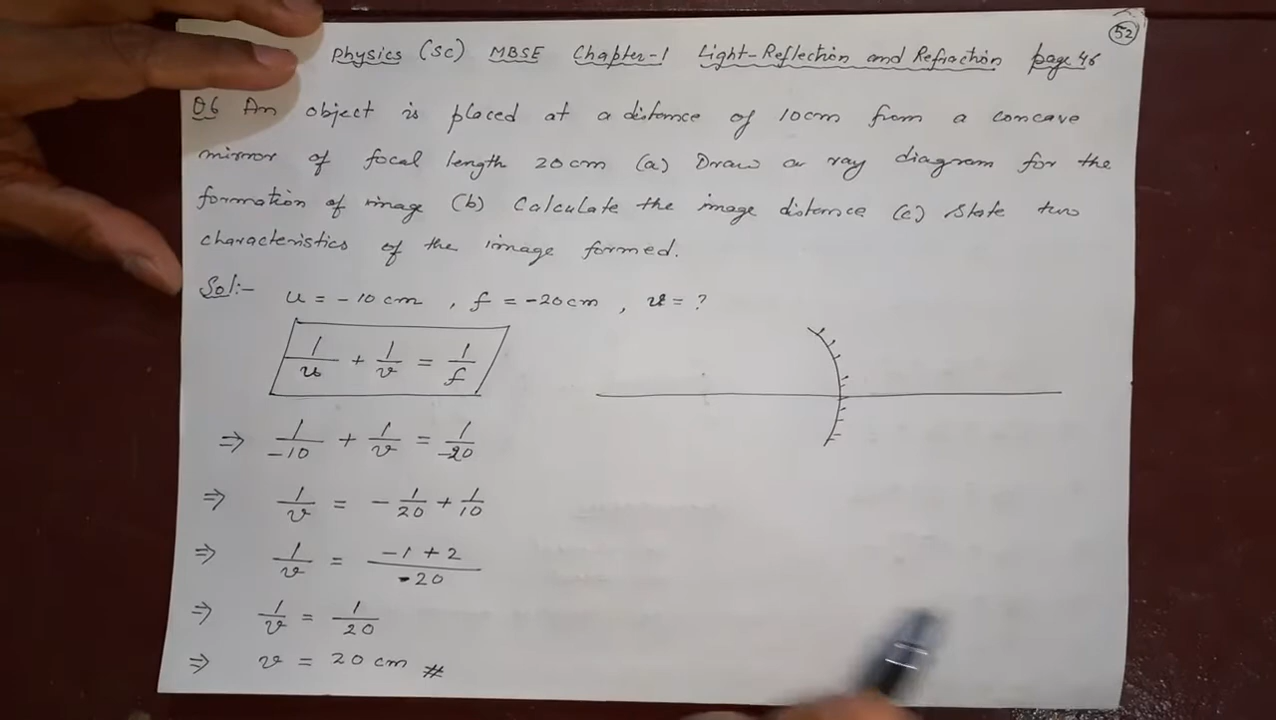 52
Physics (SC) MBSE Chapter-1 Light-Reflection and Refraction page 46
Q6 An object is placed at a distance of 10cm from a concave
mirror of focal length 20cm (a) Draw a ray diagram for the
formation of image (b) Calculate the image distance (c) State two
characteristics of the image formed.
Sol:- u = -10 cm , f = -20cm , v = ?
1/u + 1/v = 1/f
⇒ 1/-10 + 1/v = 1/-20
⇒ 1/v = - 1/20 + 1/10
⇒ 1/v = -1+2/-20
⇒ 1/v = 1/20
⇒ v = 20 cm #